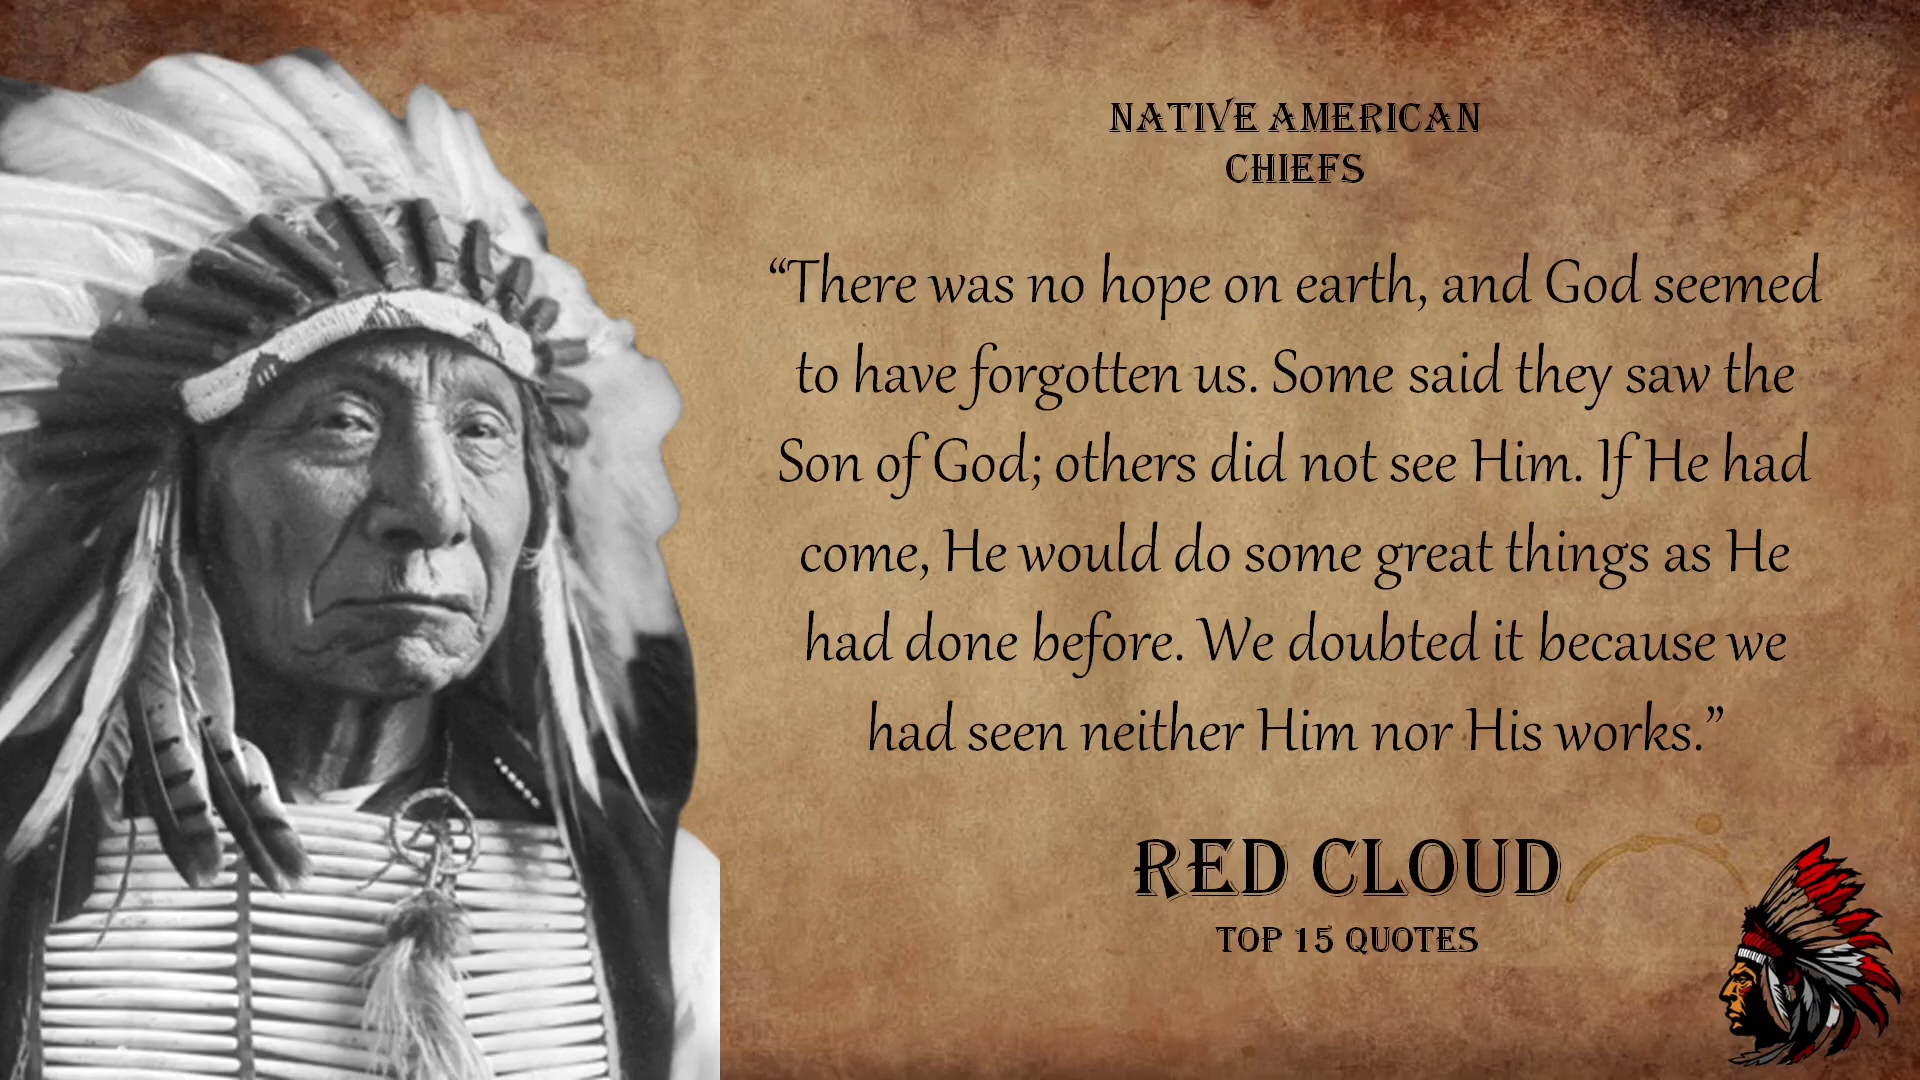 NATIVE AMERICAN
CHIEFS
“There was no hope on earth, and God seemed
to have forgotten us. Some said they saw the
Son of God; others did not see Him. If He had
come, He would do some great things as He
had done before. We doubted it because we
had seen neither Him nor His works.”
RED CLOUD
TOP 15 QUOTES